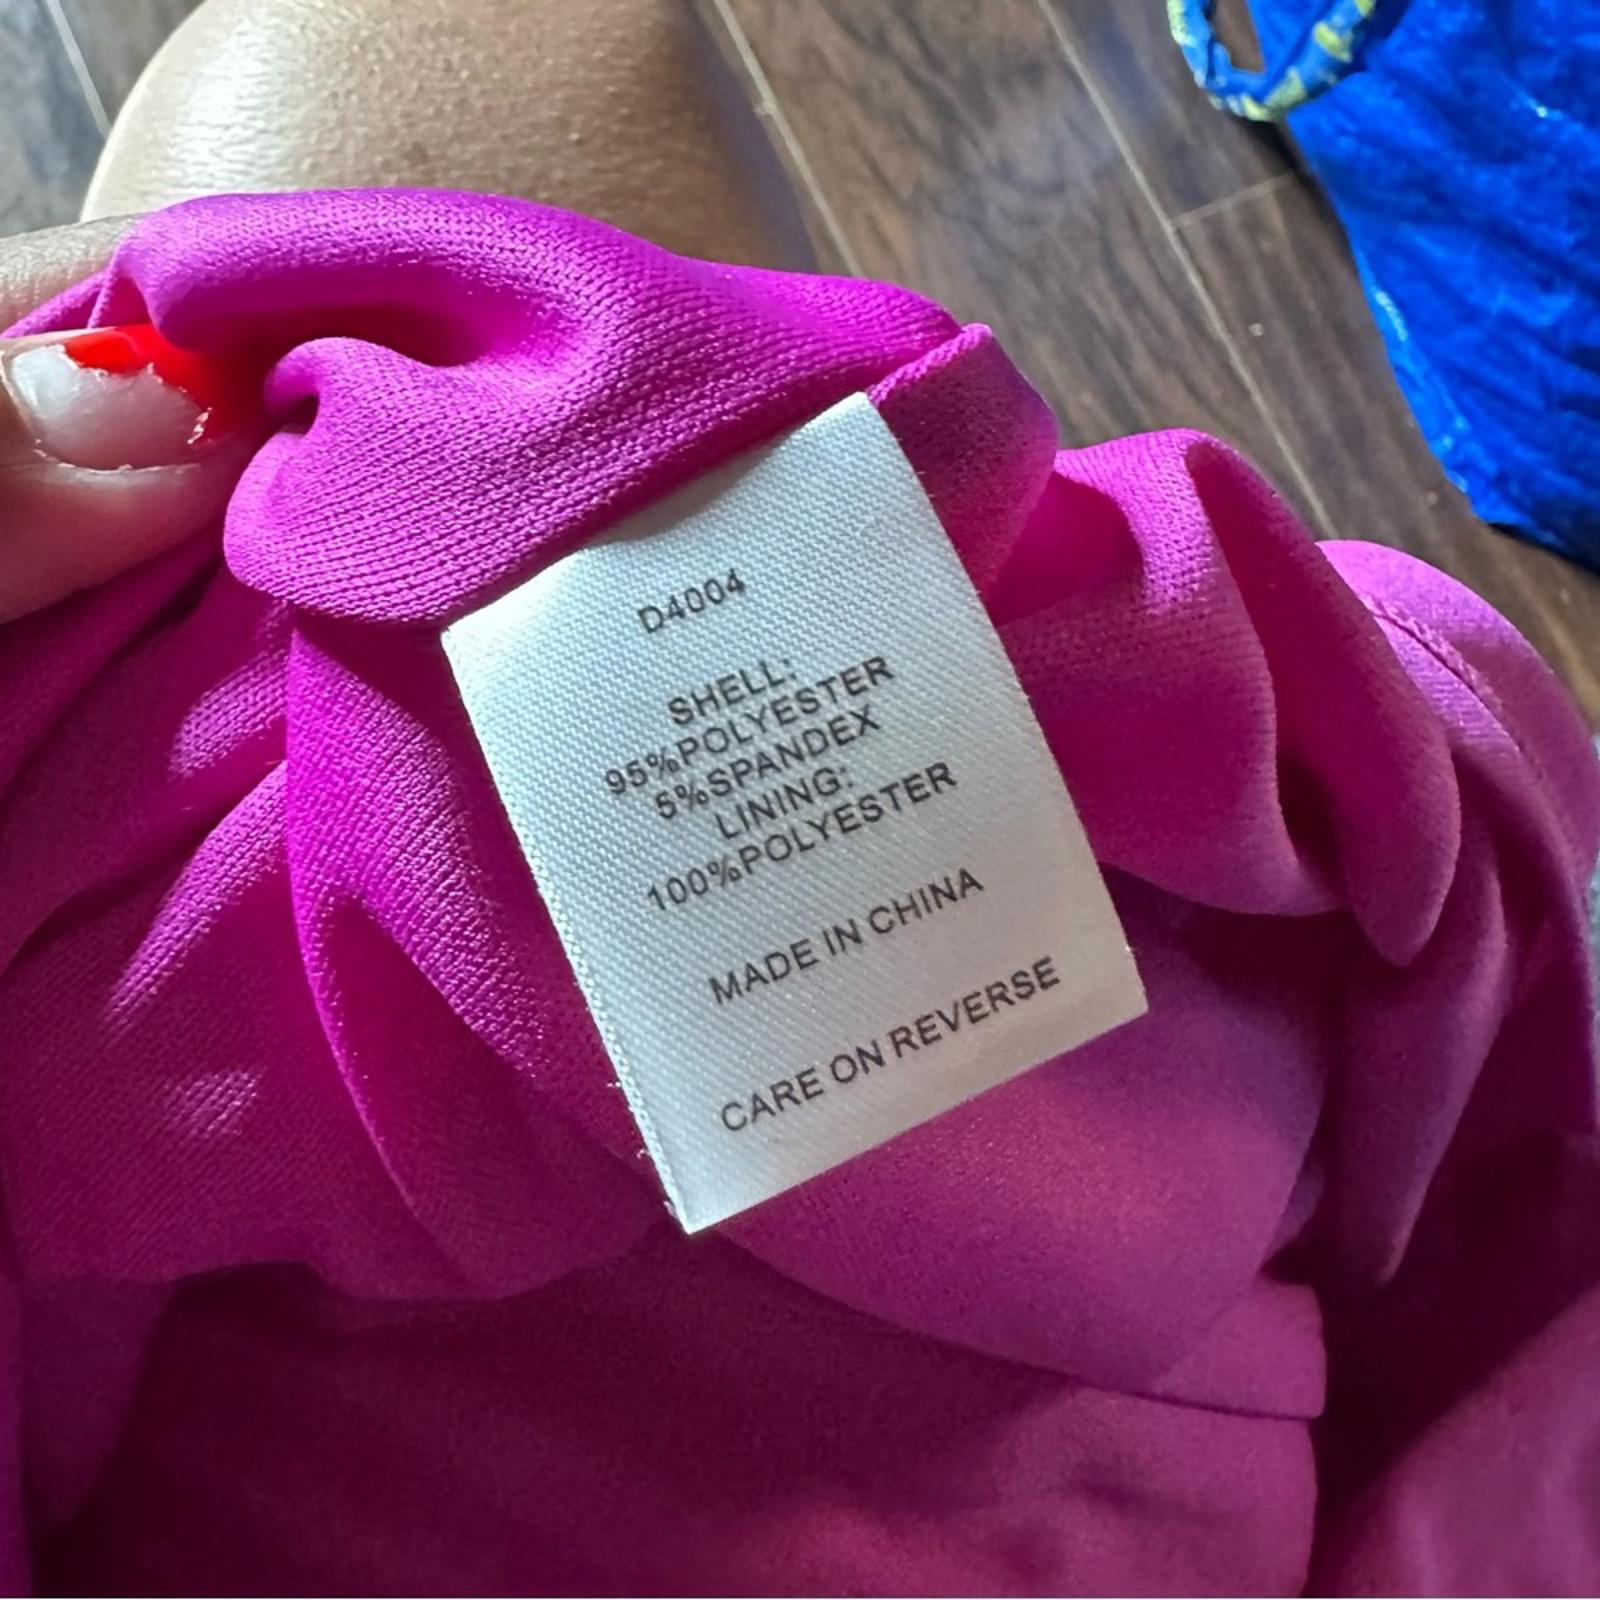 D4004
SHELL:
95%POLYESTER
5%SPANDEX
LINING:
100%POLYESTER
MADE IN CHINA
CARE ON REVERSE